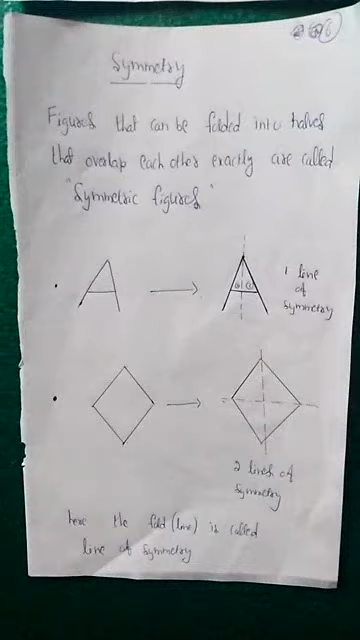 Symmetry
Figures that can be folded into halves
that overlap each other exactly are called
"Symmetric figures"
A → A
1 line
of
symmetry
→
2 lines of
symmetry
here the fold (line) is called
line of symmetry